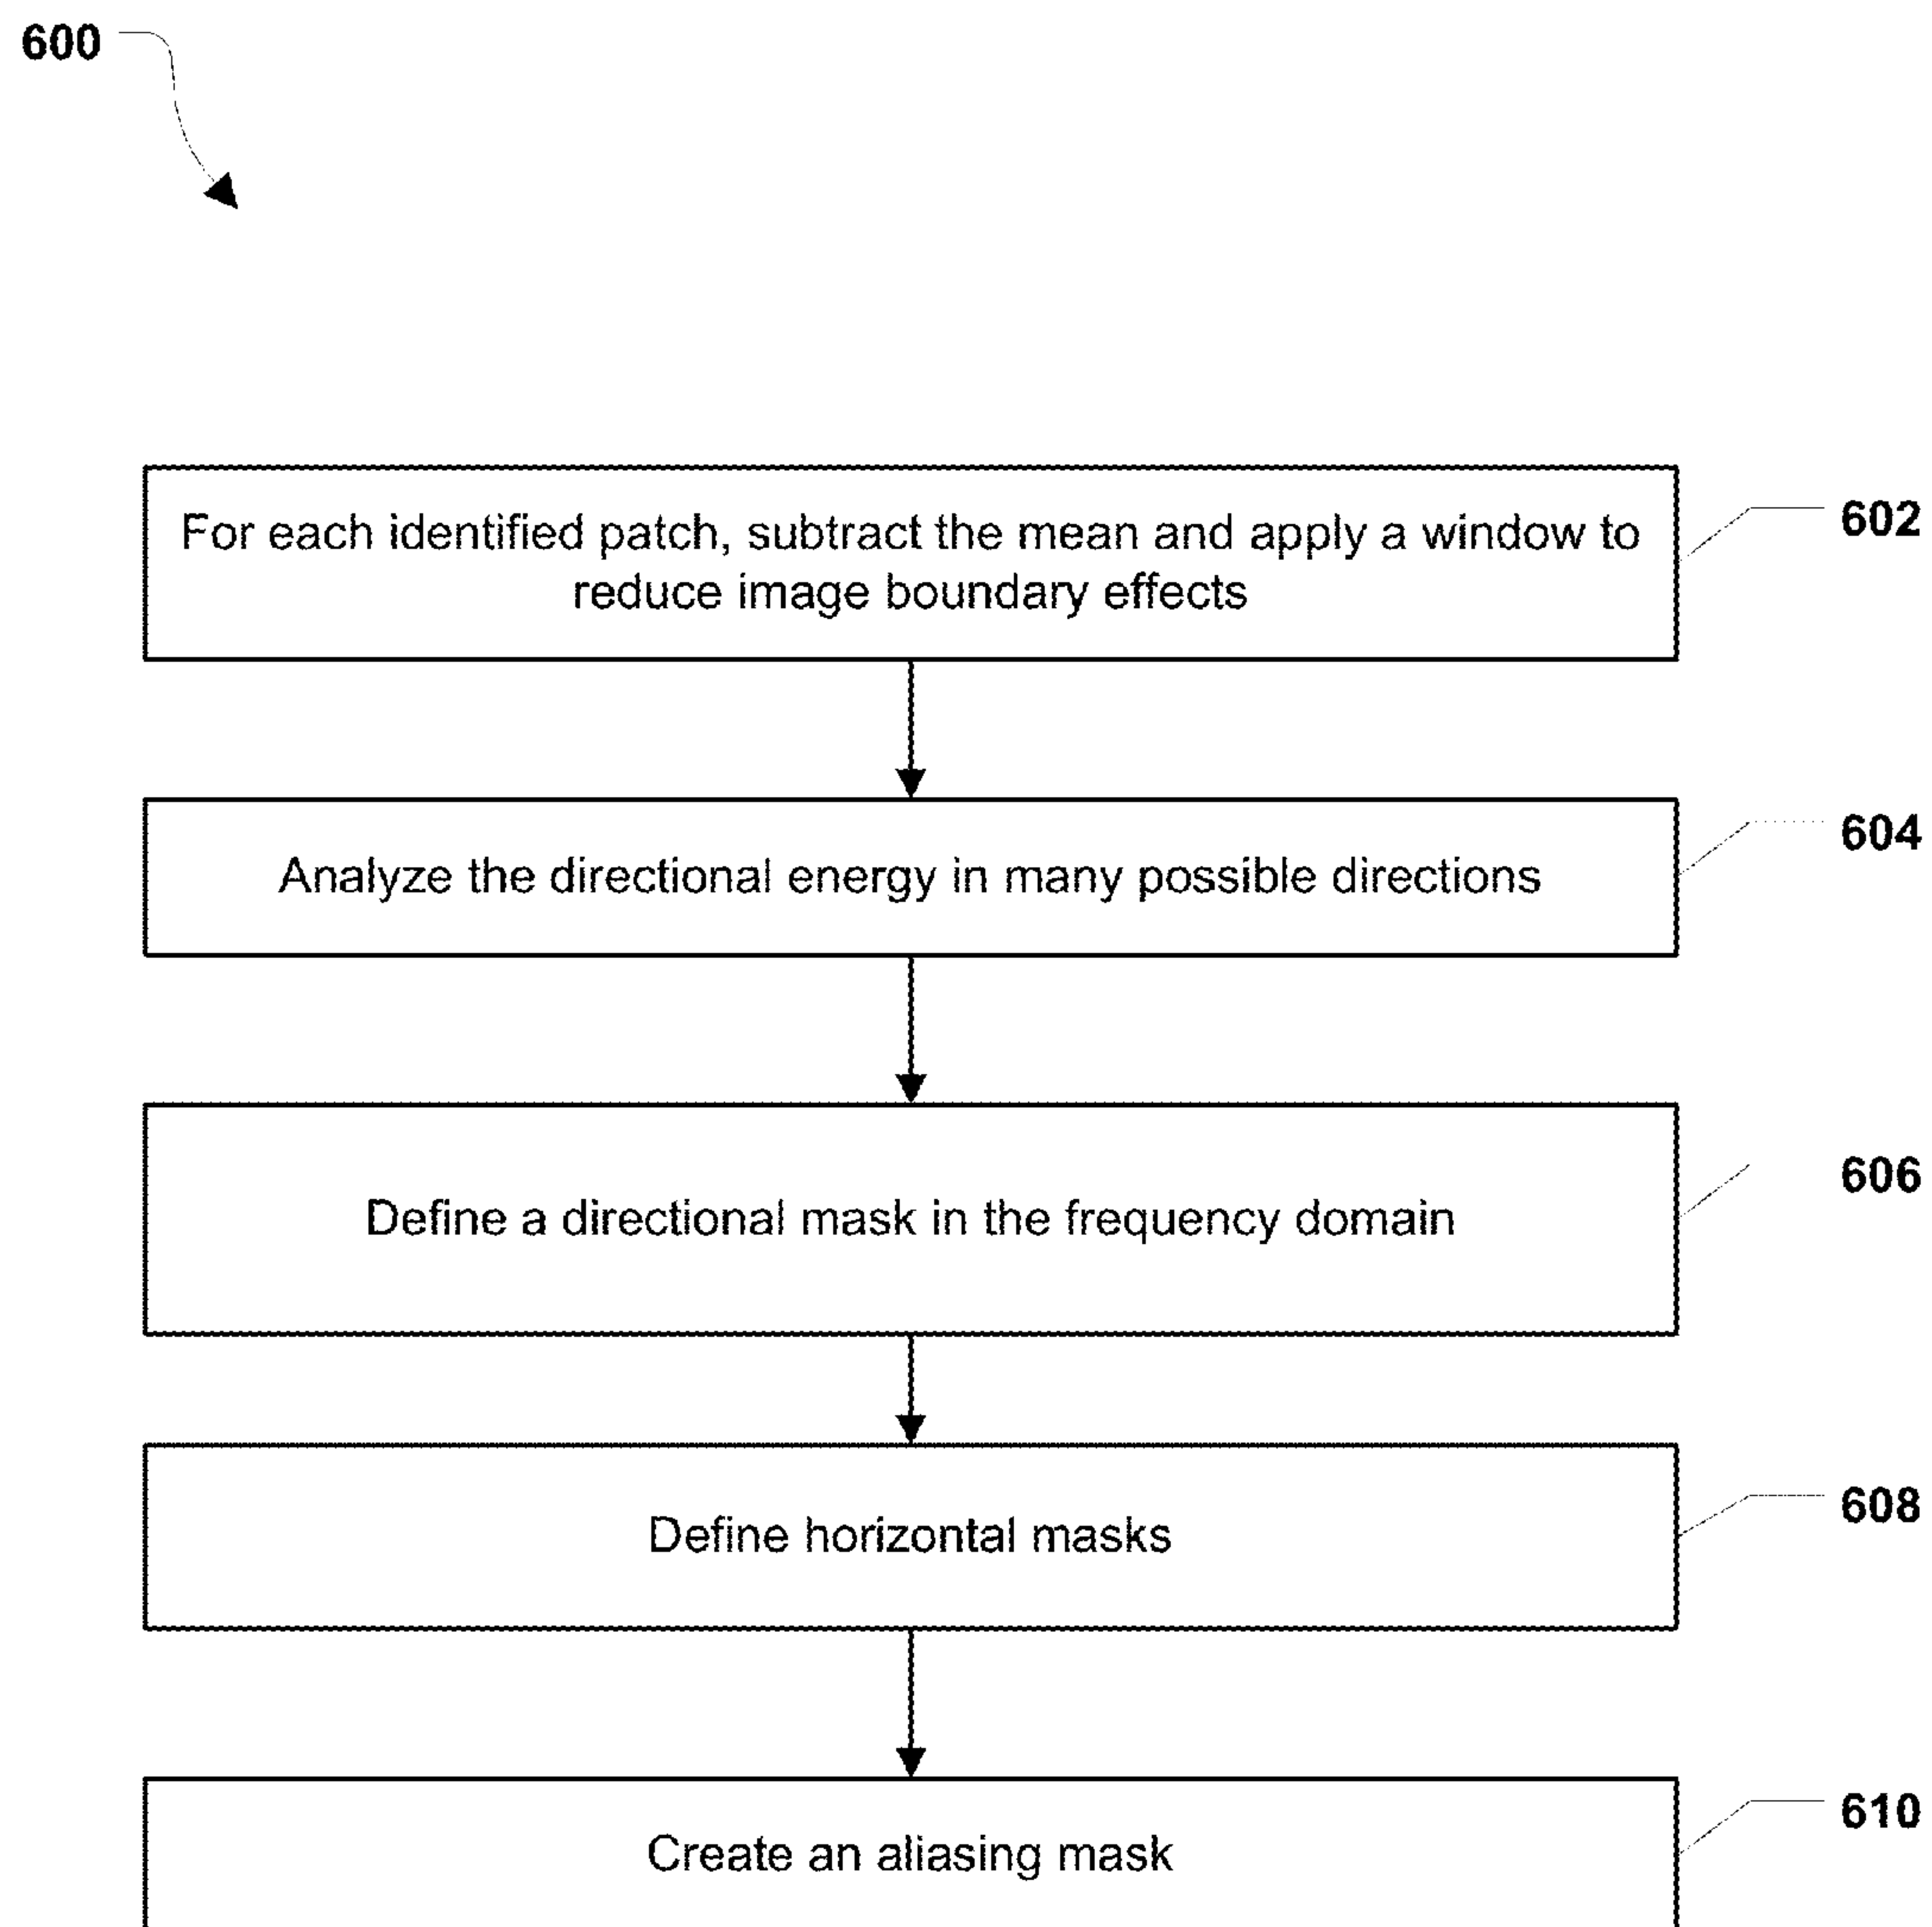 600
For each identified patch, subtract the mean and apply a window to
reduce image boundary effects
602
Analyze the directional energy in many possible directions
604
Define a directional mask in the frequency domain
606
Define horizontal masks
608
Create an aliasing mask
610